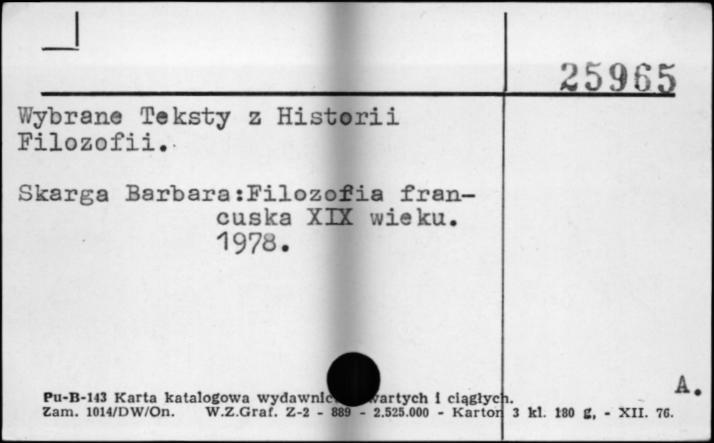 25965
Wybrane Teksty z Historii
Filozofii.
Skarga Barbara:Filozofia fran-
cuska XIX wieku.
1978.
A.
Pu-B-143 Karta katalogowa wydawnic wartych i ciągłych.
Zam. 1014/DW/On. W.Z.Graf. Z-2 - 889 - 2.525.000 - Karton 3 kl. 180 g, - XII. 76.